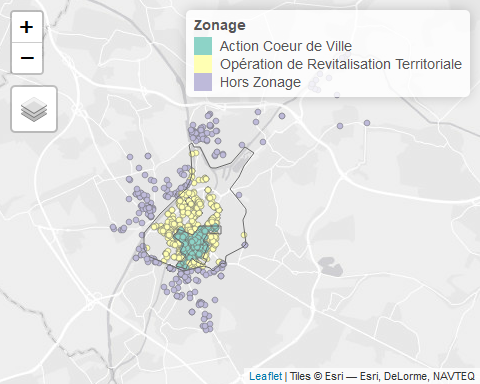 +
−
Zonage
Action Coeur de Ville
Opération de Revitalisation Territoriale
Hors Zonage
Leaflet | Tiles © Esri — Esri, DeLorme, NAVTEQ